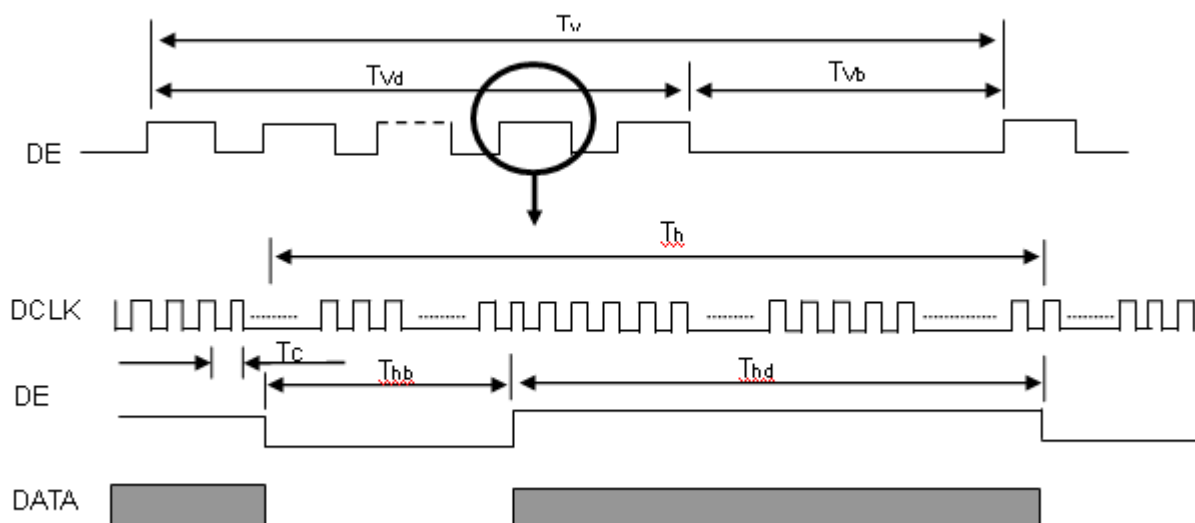 Tv
Tvd
Tvb
DE
Th
DCLK
Tc
Thb
Thd
DE
DATA